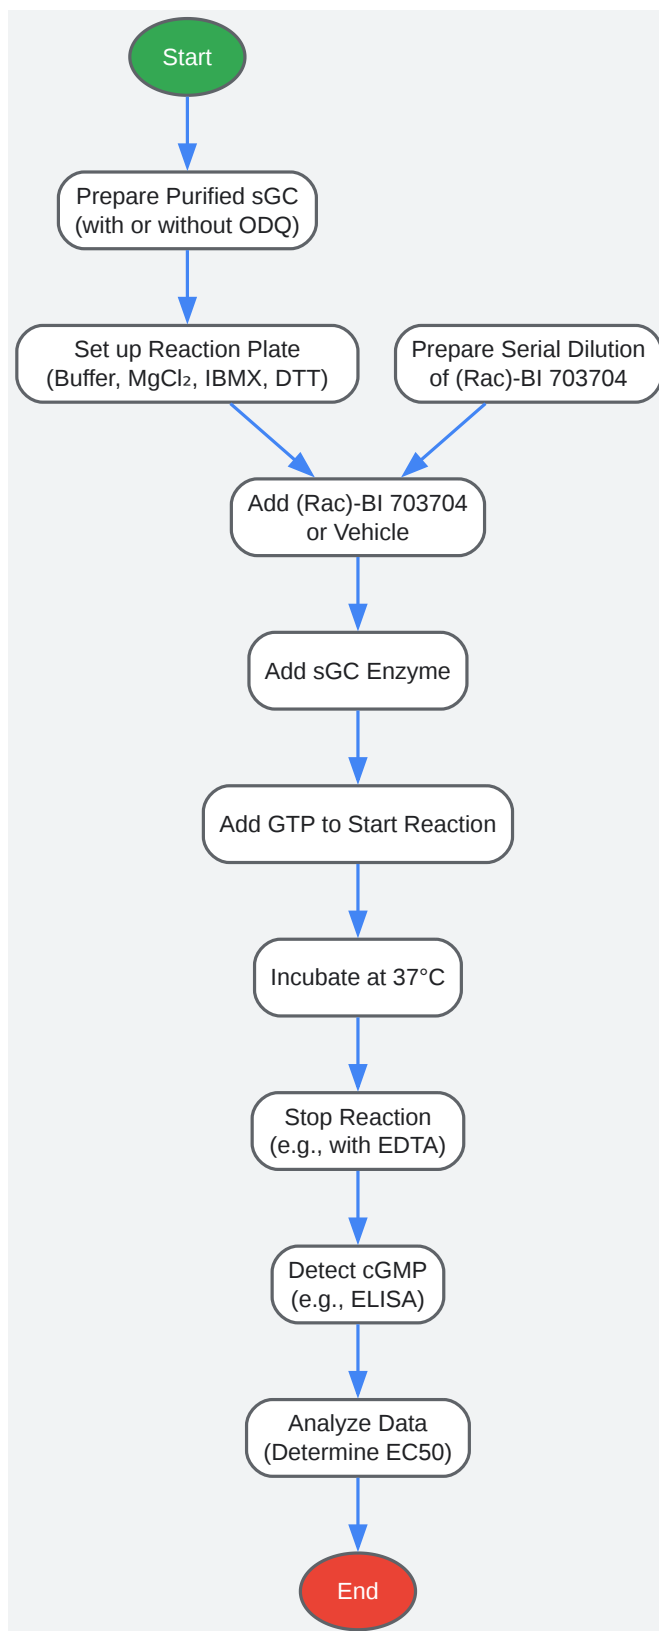 Start
Prepare Purified sGC
(with or without ODQ)
Set up Reaction Plate
(Buffer, MgCl₂, IBMX, DTT)
Prepare Serial Dilution
of (Rac)-BI 703704
Add (Rac)-BI 703704
or Vehicle
Add sGC Enzyme
Add GTP to Start Reaction
Incubate at 37°C
Stop Reaction
(e.g., with EDTA)
Detect cGMP
(e.g., ELISA)
Analyze Data
(Determine EC50)
End